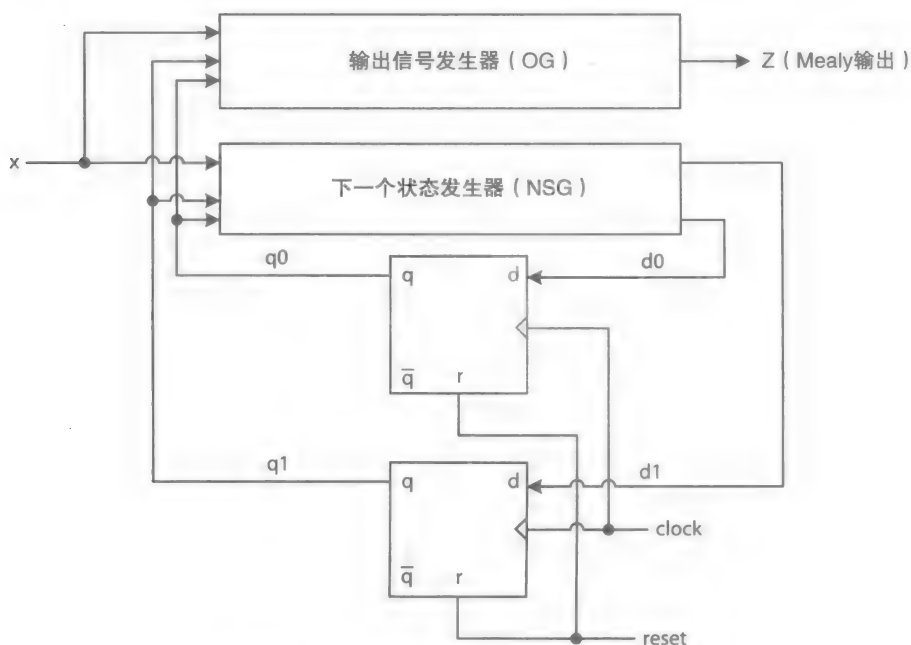 输出信号发生器（OG）
Z（Mealy输出）
x
下一个状态发生器（NSG）
q0
d0
q
d
q̅
r
q1
d1
q
d
clock
q̅
r
reset